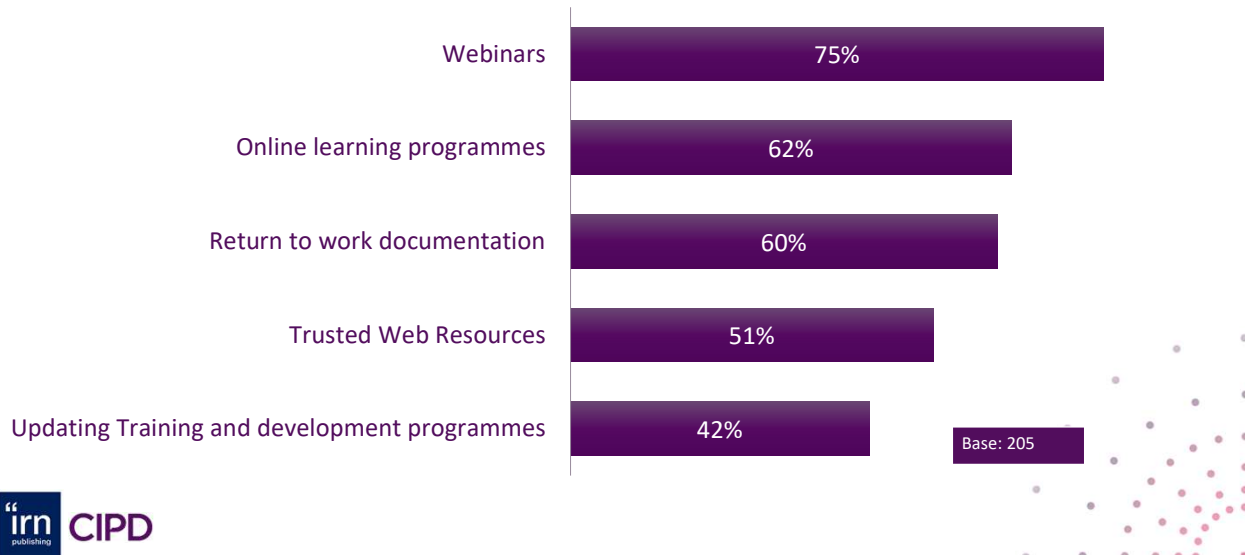 Webinars
75%
Online learning programmes
62%
Return to work documentation
60%
Trusted Web Resources
51%
Updating Training and development programmes
42%
Base: 205
“irn
publishing
CIPD